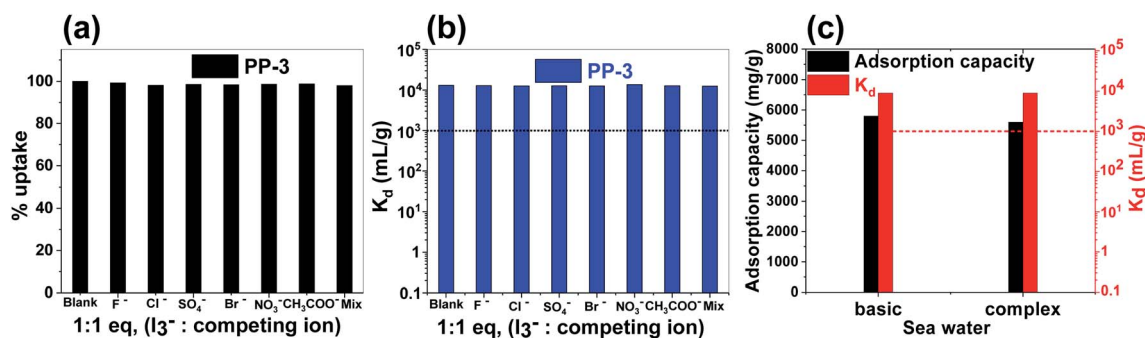 (a)
PP-3
100
80
60
40
20
0
% uptake
Blank F⁻ Cl⁻ SO₄⁻ Br⁻ NO₃⁻ CH₃COO⁻ Mix
1:1 eq, (I₃⁻ : competing ion)
(b)
PP-3
10⁵
10⁴
10³
10²
10¹
1
0.1
K_d (mL/g)
Blank F⁻ Cl⁻ SO₄⁻ Br⁻ NO₃⁻ CH₃COO⁻ Mix
1:1 eq, (I₃⁻ : competing ion)
(c)
Adsorption capacity
K_d
8000
7000
6000
5000
4000
3000
2000
1000
0
Adsorption capacity (mg/g)
10⁵
10⁴
10³
10²
10¹
1
0.1
Kd (mL/g)
basic complex
Sea water